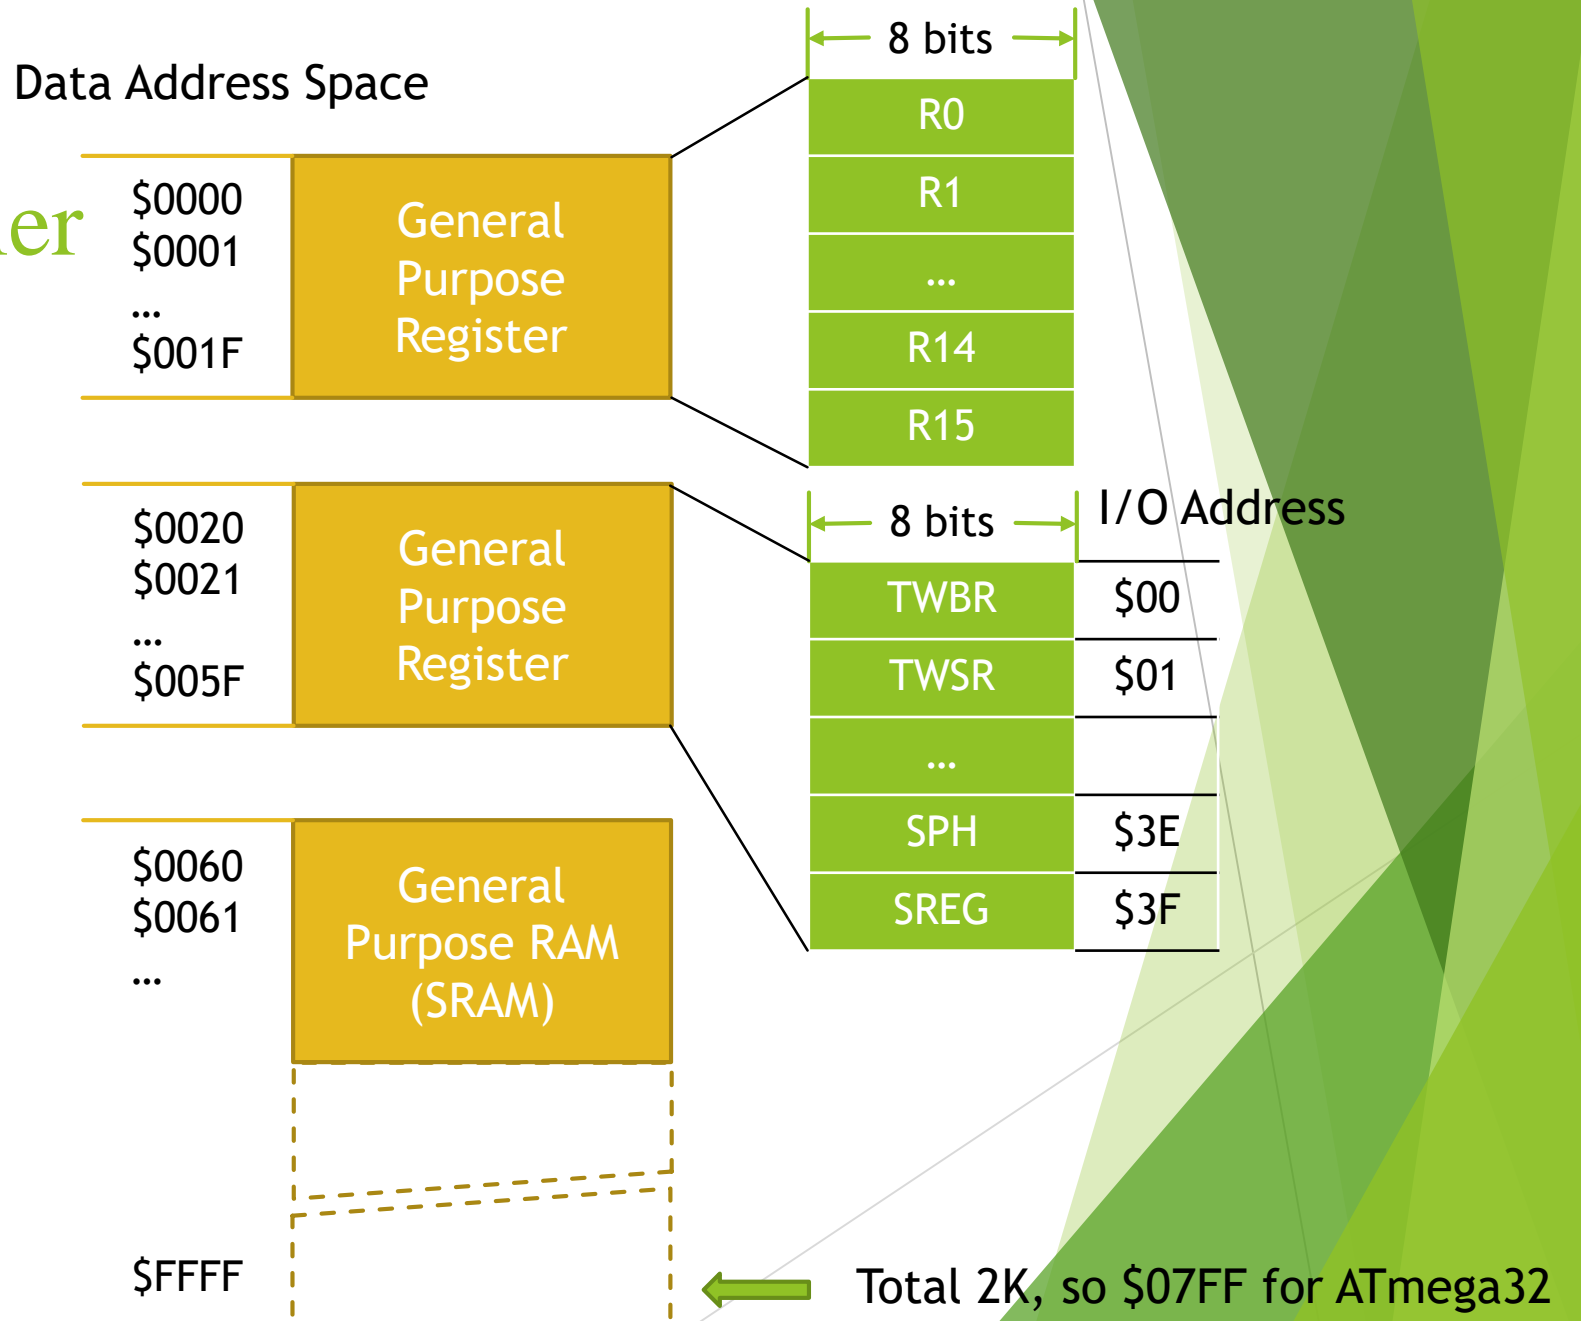 Data Address Space
8 bits
R0
R1
…
R14
R15
$0000
$0001
…
$001F
General
Purpose
Register
8 bits
I/O Address
TWBR $00
TWSR $01
…
SPH $3E
SREG $3F
$0020
$0021
…
$005F
General
Purpose
Register
$0060
$0061
…
General
Purpose RAM
(SRAM)
$FFFF
Total 2K, so $07FF for ATmega32